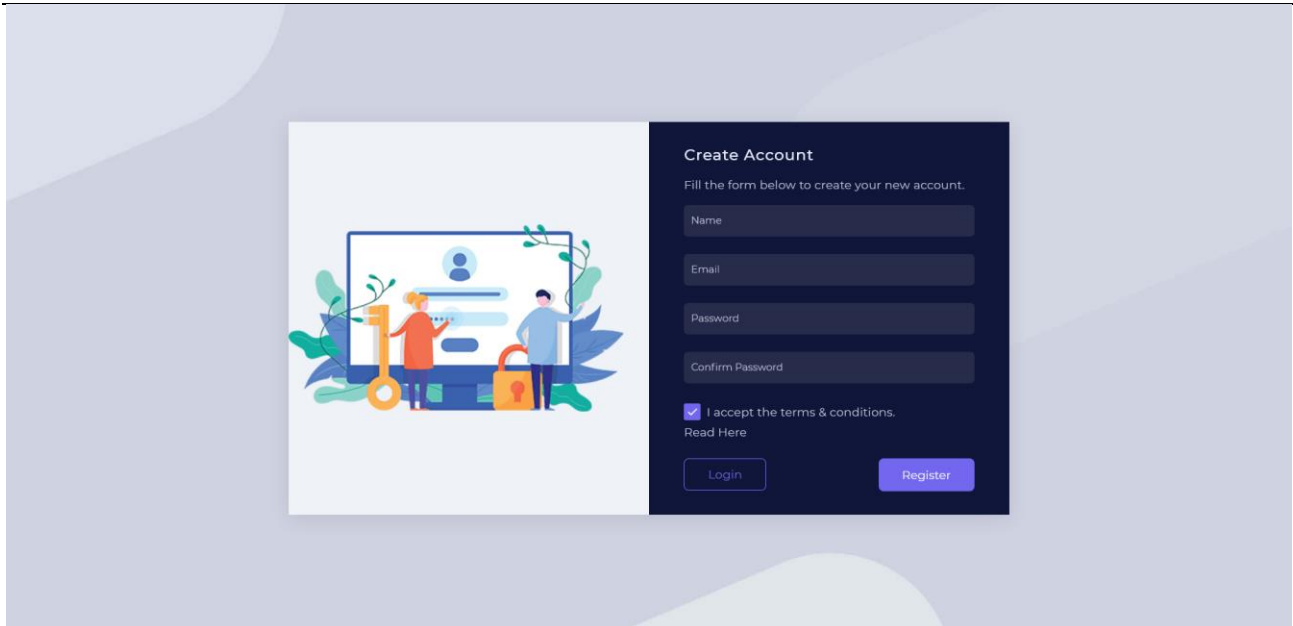 Create Account
Fill the form below to create your new account.
Name
Email
Password
Confirm Password
I accept the terms & conditions.
Read Here
Login
Register